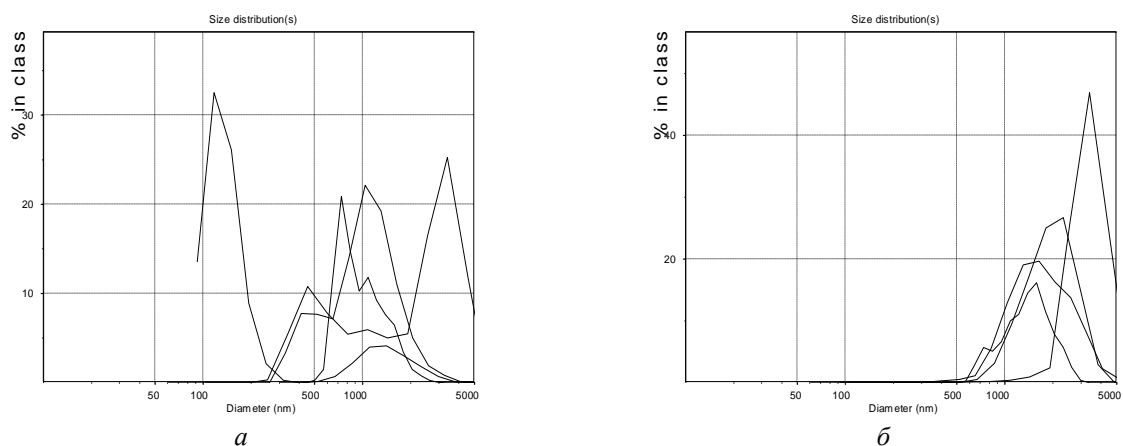 Size distribution(s)
% in class
30
20
10
50 100 500 1000 5000
Diameter (nm)
а
Size distribution(s)
% in class
40
20
50 100 500 1000 5000
Diameter (nm)
б